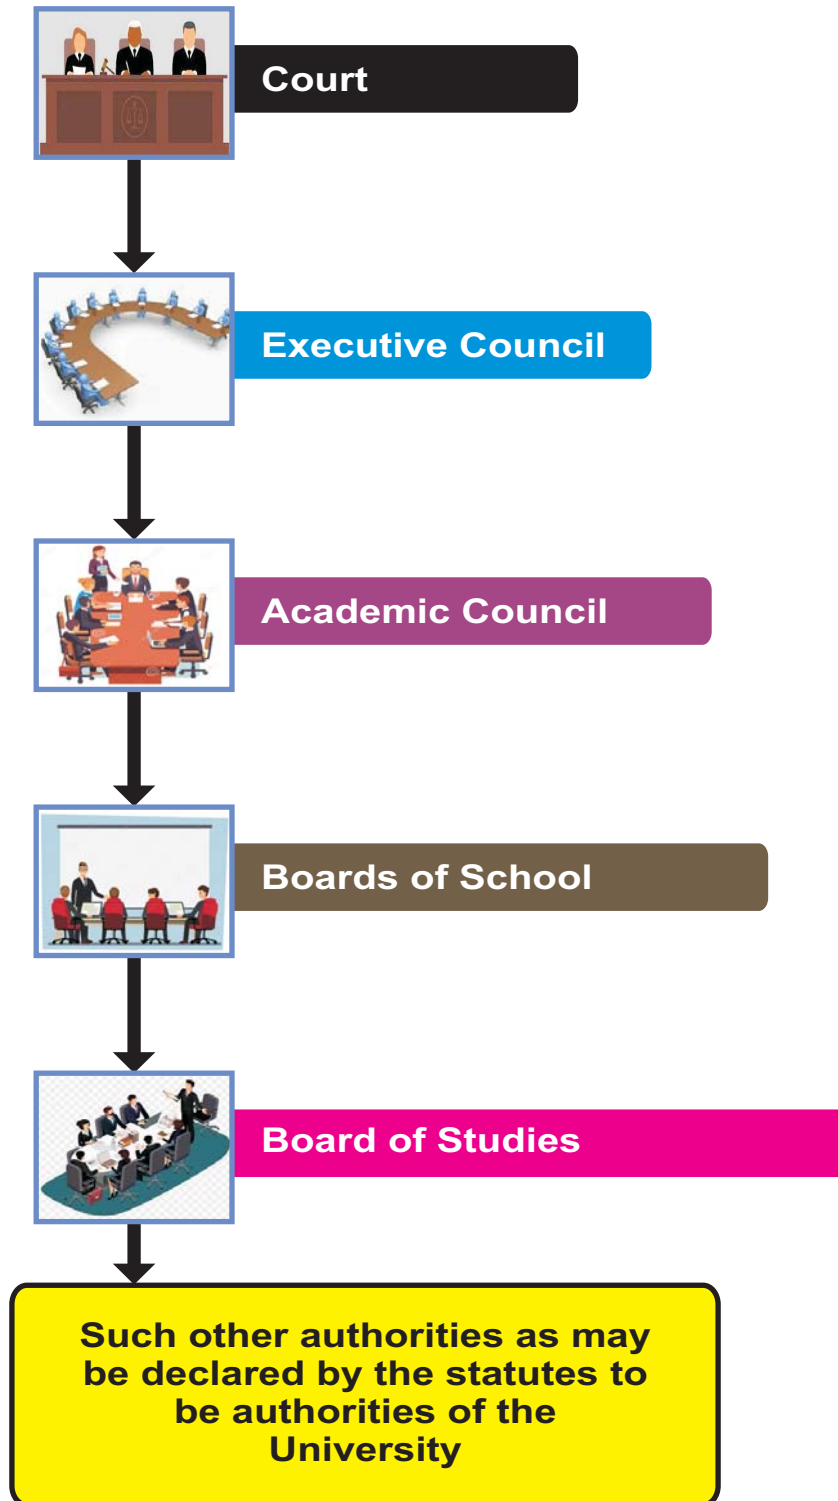 Court
Executive Council
Academic Council
Boards of School
Board of Studies
Such other authorities as may
be declared by the statutes to
be authorities of the
University